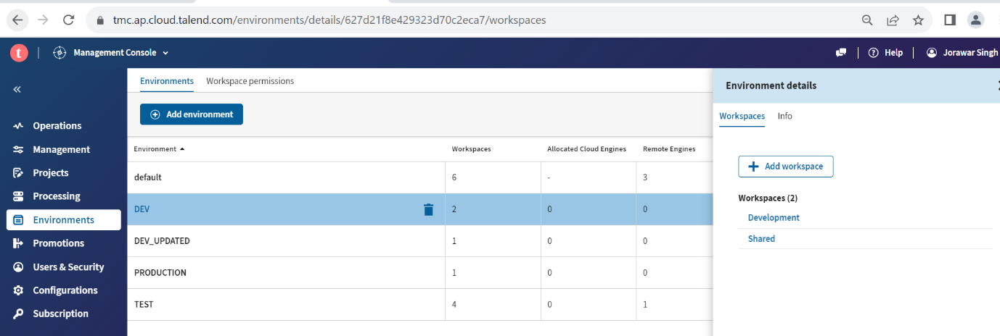 tmc.ap.cloud.talend.com/environments/details/627d21f8e429323d70c2eca7/workspaces
t Management Console Help Jorawar Singh
Environments Workspace permissions
Environment details
Add environment
Workspaces Info
Operations
Management
Projects
Processing
Environments
Promotions
Users & Security
Configurations
Subscription
Environment Workspaces Allocated Cloud Engines Remote Engines
default 6 - 3
DEV 2 0 0
DEV_UPDATED 1 0 0
PRODUCTION 1 0 0
TEST 4 0 1
Add workspace
Workspaces (2)
Development
Shared